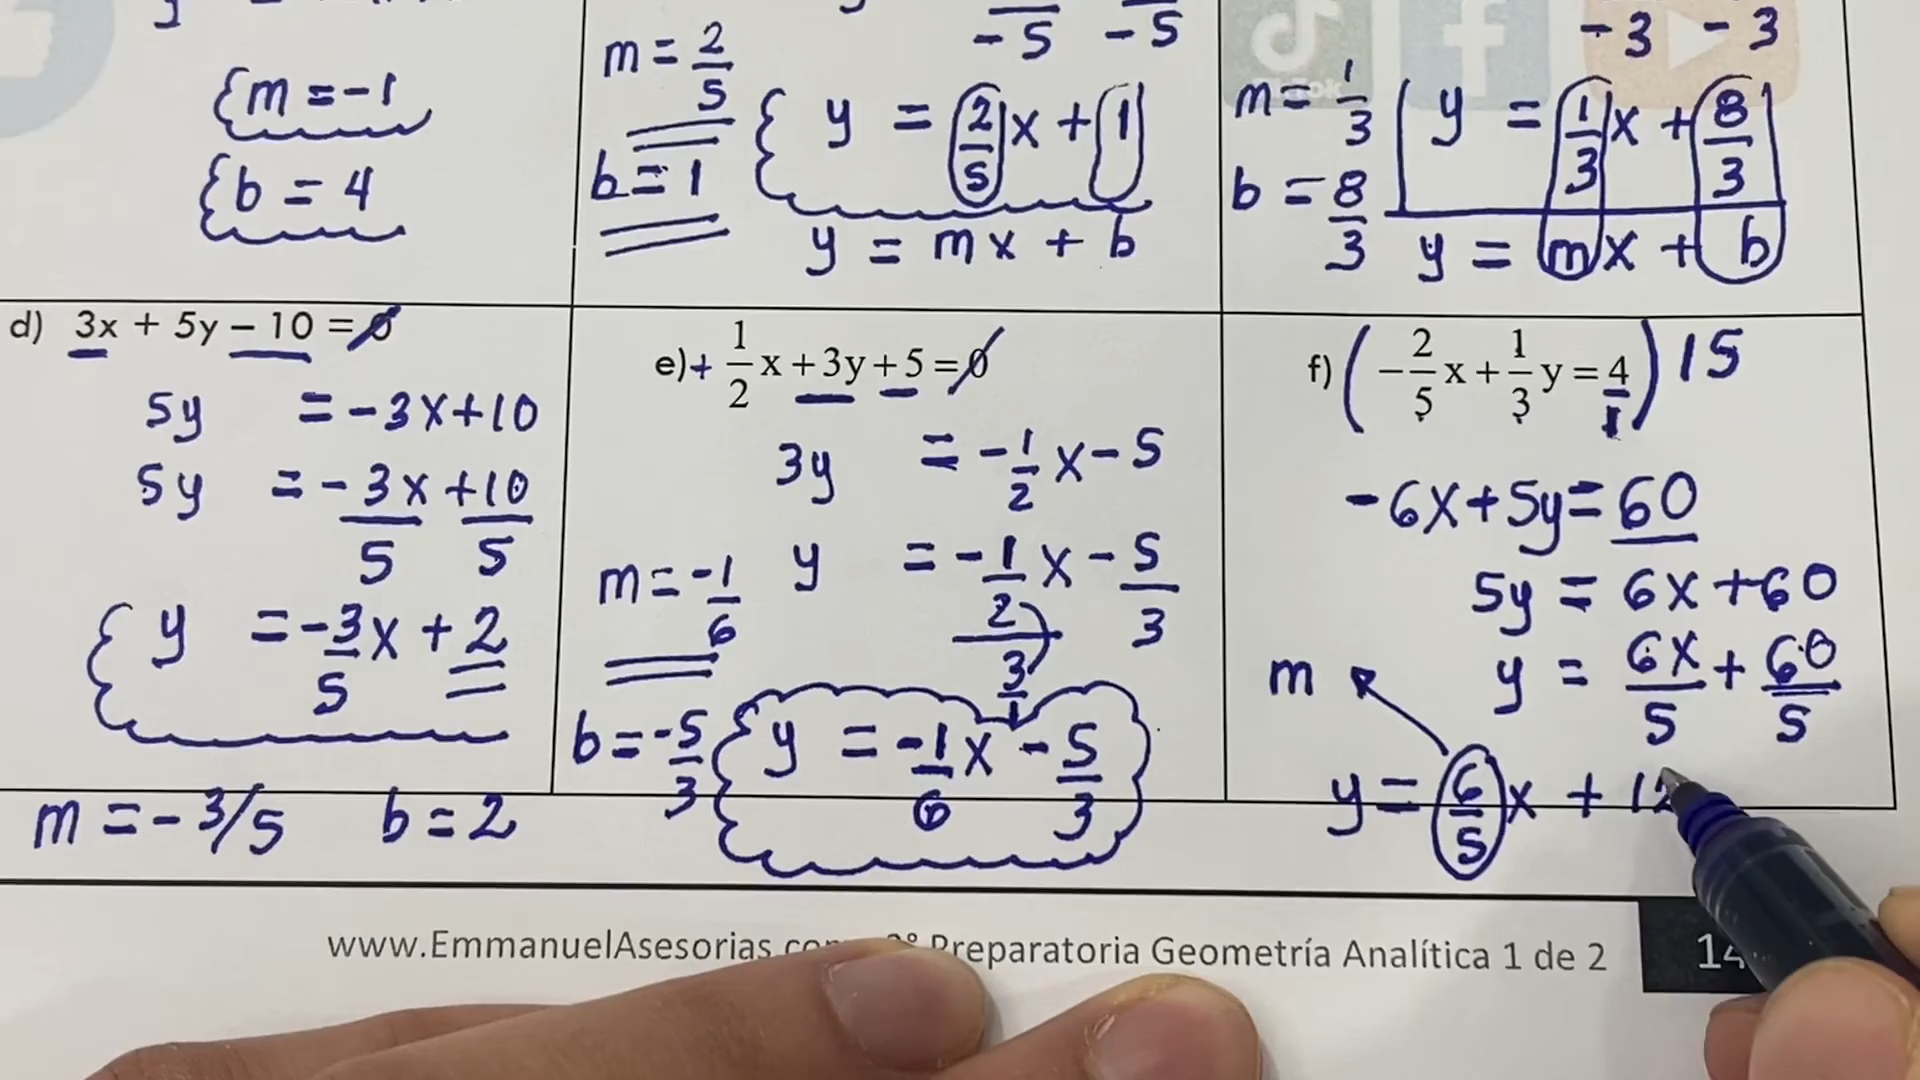 {m = -1
{b = 4
m = 2/5
b = 1
- 5 - 5
{ y = 2/5 x + 1
y = mx + b
- 3 - 3
m = 1/3
b = 8/3
y = 1/3 x + 8/3
y = mx + b
d) 3x + 5y - 10 = 0
5y = -3x+10
5y = -3x/5 +10/5
{ y = -3/5 x + 2
m = - 3/5 b = 2
e) + 1/2 x + 3y + 5 = 0
3y = - 1/2 x - 5
y = - 1/2/3/1 x - 5/3
m = -1/6
b = -5/3
y = -1/6 x - 5/3
f) ( - 2/5 x + 1/3 y = 4/1 ) 15
-6x+5y=60
5y = 6x+60
y = 6x/5 + 60/5
m
y = 6/5 x + 12
www.EmmanuelAsesorias.co Preparatoria Geometría Analítica 1 de 2